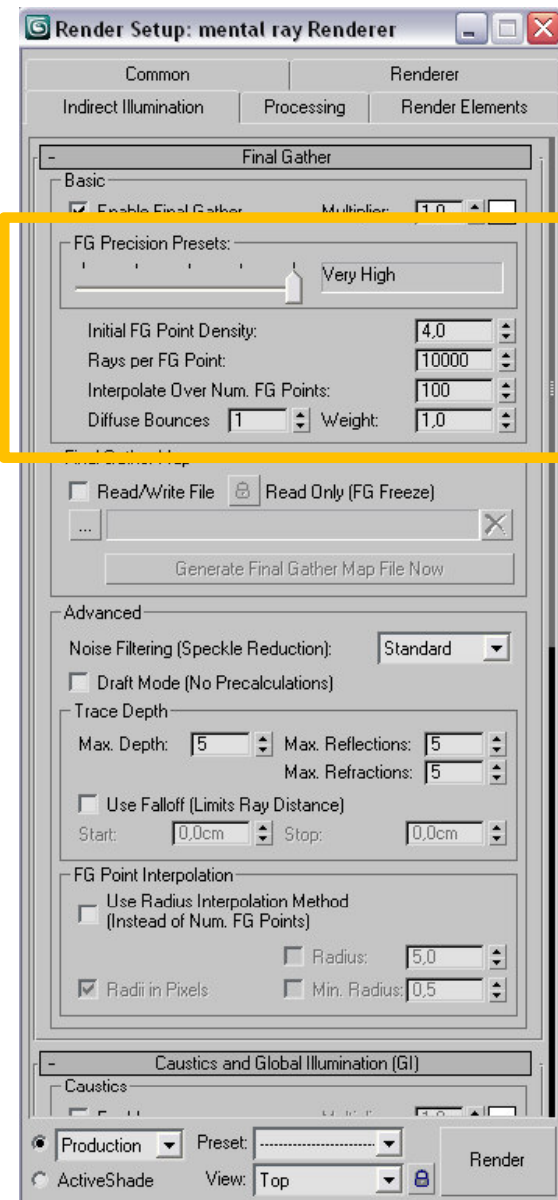 Render Setup: mental ray Renderer
Common Renderer
Indirect Illumination Processing Render Elements
- Final Gather
Basic
Enable Final Gather Multiplier: 1,0
FG Precision Presets:
Very High
Initial FG Point Density: 4,0
Rays per FG Point: 10000
Interpolate Over Num. FG Points: 100
Diffuse Bounces 1 Weight: 1,0
Final Gather Map
Read/Write File Read Only (FG Freeze)
...
Generate Final Gather Map File Now
Advanced
Noise Filtering (Speckle Reduction): Standard
Draft Mode (No Precalculations)
Trace Depth
Max. Depth: 5 Max. Reflections: 5
Max. Refractions: 5
Use Falloff (Limits Ray Distance)
Start: 0,0cm Stop: 0,0cm
FG Point Interpolation
Use Radius Interpolation Method
(Instead of Num. FG Points)
Radius: 5,0
Radii in Pixels Min. Radius: 0,5
- Caustics and Global Illumination (GI)
Caustics
Production Preset: -------------------------
Render
ActiveShade View: Top